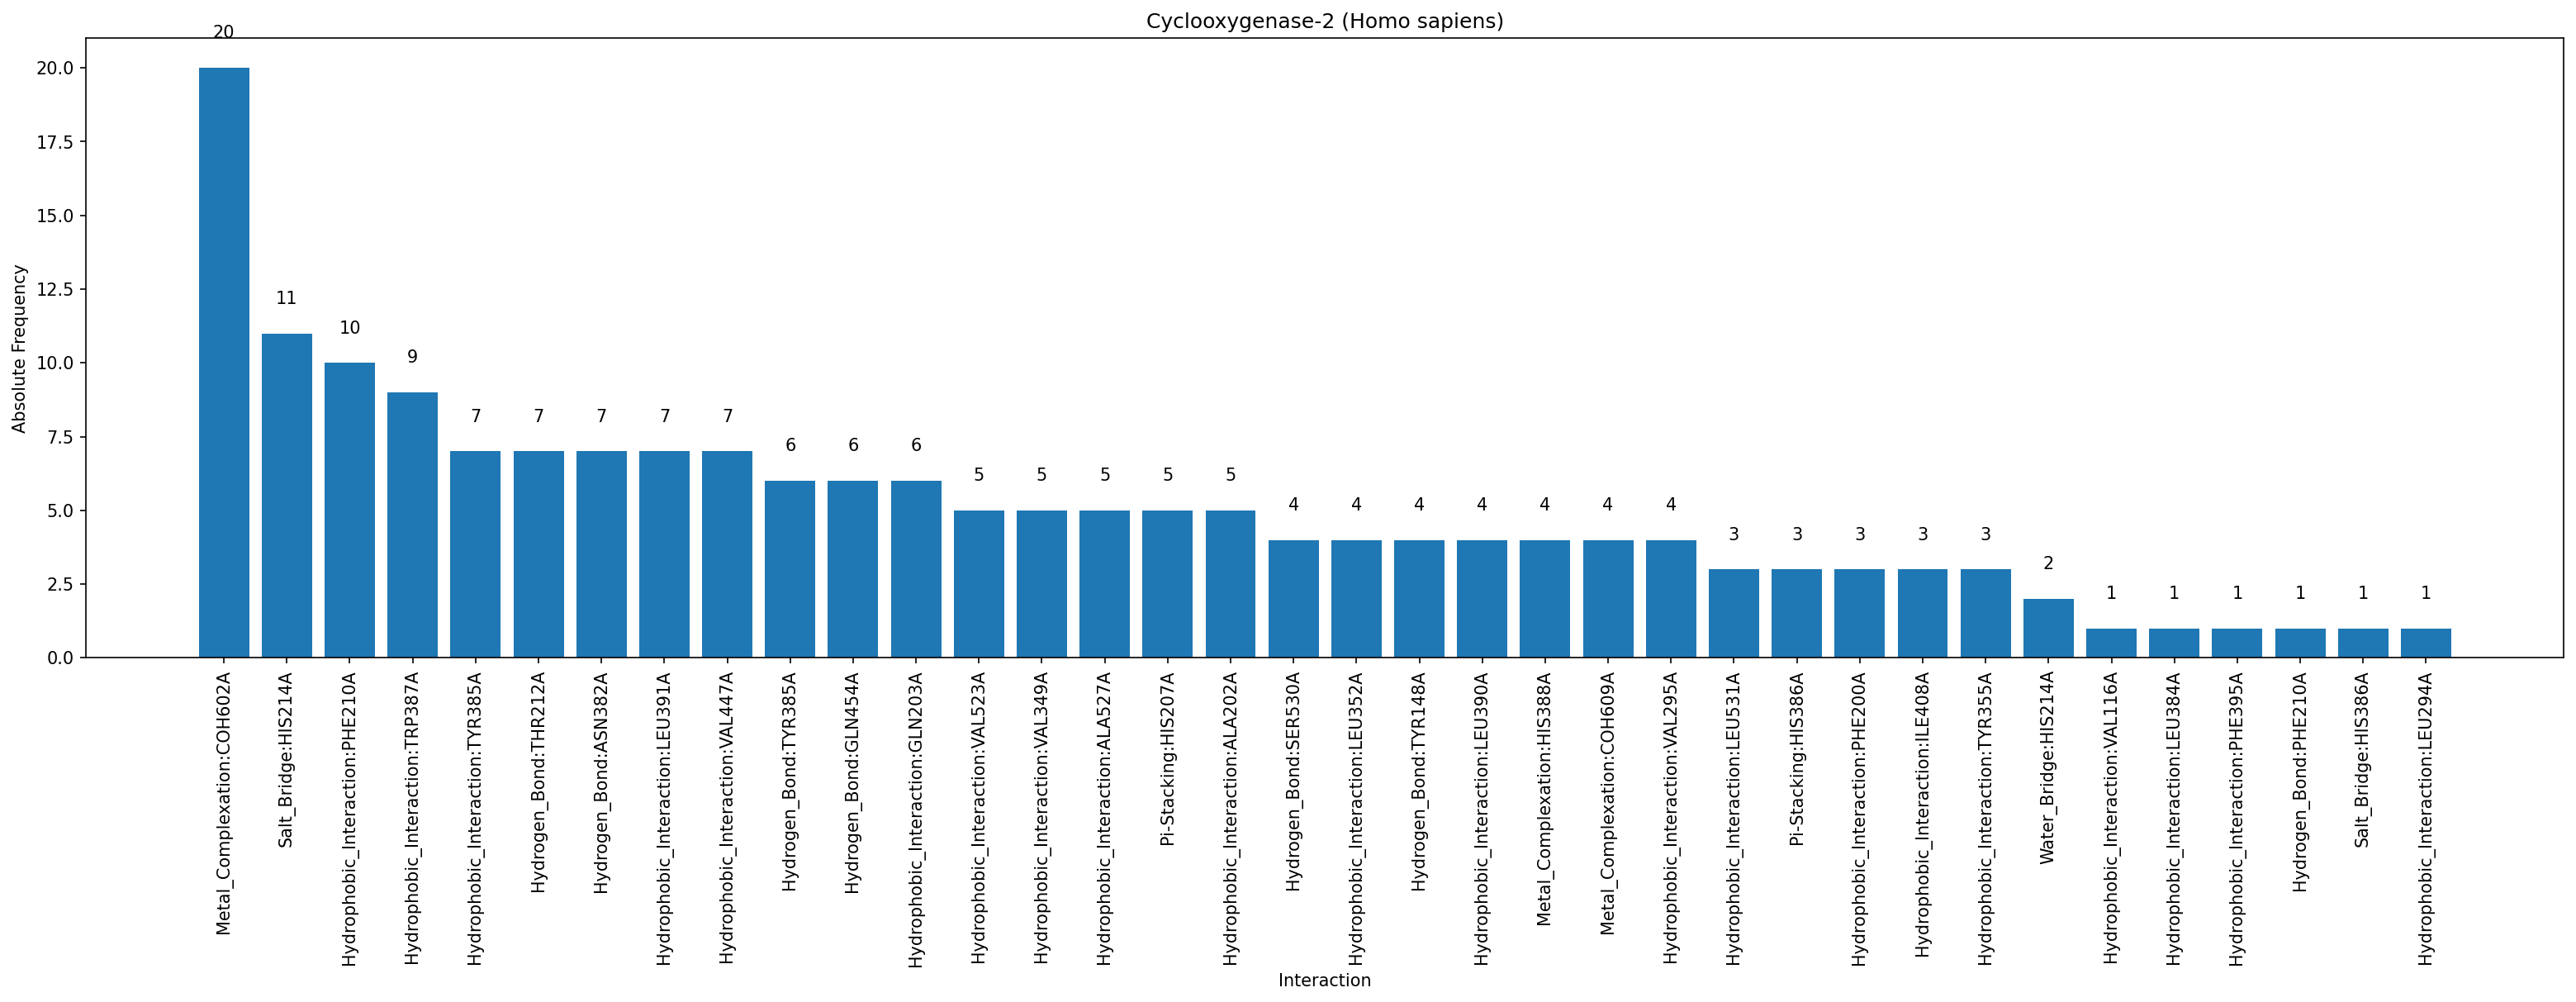 Cyclooxygenase-2 (Homo sapiens)
Absolute Frequency
20.0
17.5
15.0
12.5
10.0
7.5
5.0
2.5
0.0
20
11
10
9
7
7
7
7
7
6
6
6
5
5
5
5
5
4
4
4
4
4
4
4
3
3
3
3
3
2
1
1
1
1
1
1
Metal_Complexation:COH602A
Salt_Bridge:HIS214A
Hydrophobic_Interaction:PHE210A
Hydrophobic_Interaction:TRP387A
Hydrophobic_Interaction:TYR385A
Hydrogen_Bond:THR212A
Hydrogen_Bond:ASN382A
Hydrophobic_Interaction:LEU391A
Hydrophobic_Interaction:VAL447A
Hydrogen_Bond:TYR385A
Hydrogen_Bond:GLN454A
Hydrophobic_Interaction:GLN203A
Hydrophobic_Interaction:VAL523A
Hydrophobic_Interaction:VAL349A
Hydrophobic_Interaction:ALA527A
Pi-Stacking:HIS207A
Hydrophobic_Interaction:ALA202A
Hydrogen_Bond:SER530A
Hydrophobic_Interaction:LEU352A
Hydrogen_Bond:TYR148A
Hydrophobic_Interaction:LEU390A
Metal_Complexation:HIS388A
Metal_Complexation:COH609A
Hydrophobic_Interaction:VAL295A
Hydrophobic_Interaction:LEU531A
Pi-Stacking:HIS386A
Hydrophobic_Interaction:PHE200A
Hydrophobic_Interaction:ILE408A
Hydrophobic_Interaction:TYR355A
Water_Bridge:HIS214A
Hydrophobic_Interaction:VAL116A
Hydrophobic_Interaction:LEU384A
Hydrophobic_Interaction:PHE395A
Hydrogen_Bond:PHE210A
Salt_Bridge:HIS386A
Hydrophobic_Interaction:LEU294A
Interaction